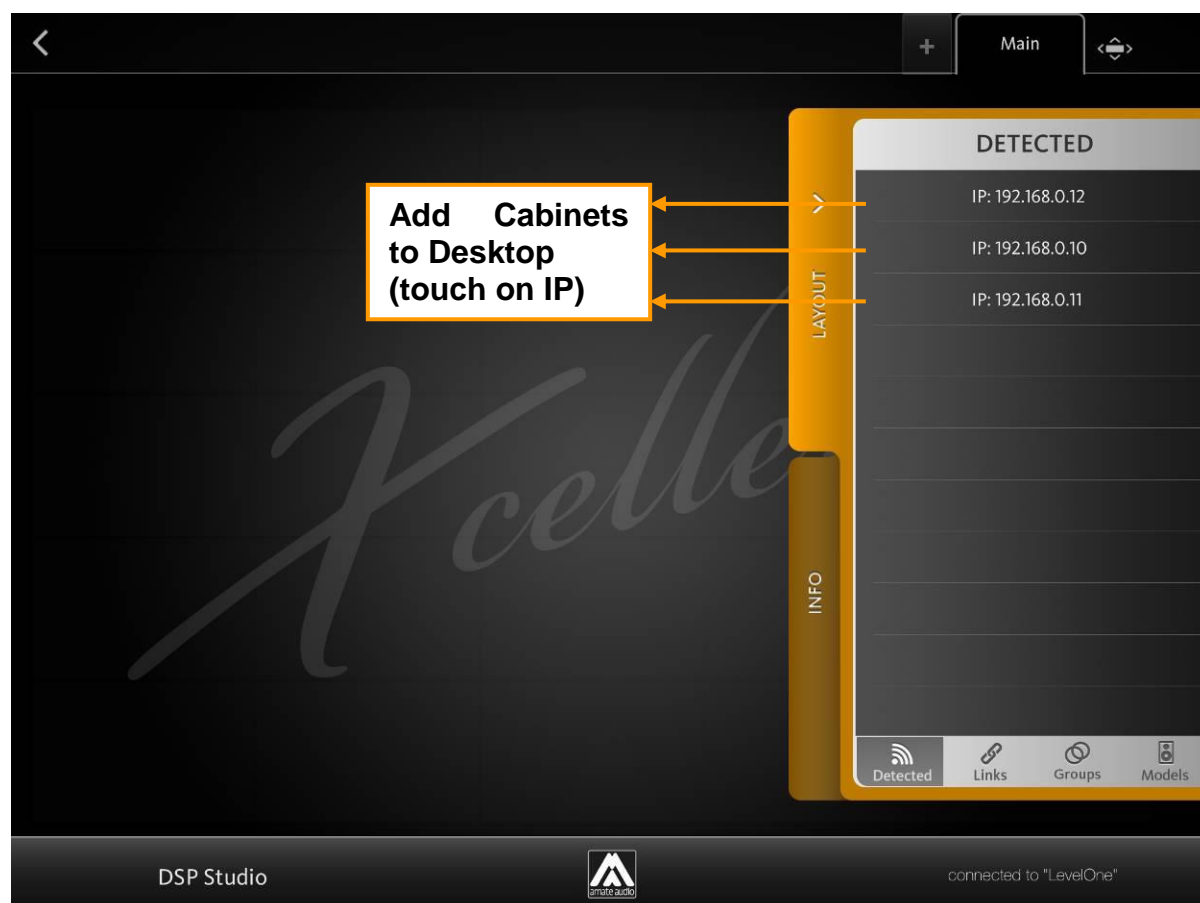 +
Main
DETECTED
Add Cabinets
to Desktop
(touch on IP)
IP: 192.168.0.12
IP: 192.168.0.10
IP: 192.168.0.11
LAYOUT
Xcelle
INFO
Detected
Links
Groups
Models
DSP Studio
amate audio
connected to "LevelOne"